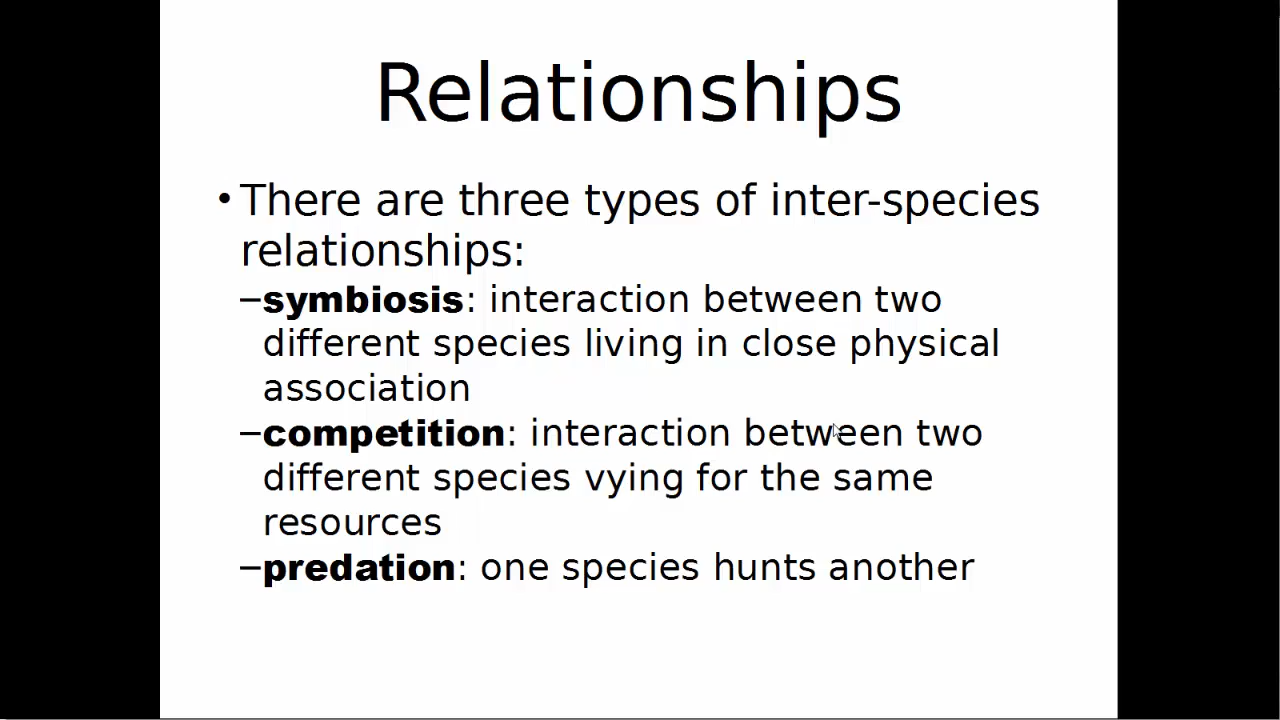 Relationships
• There are three types of inter-species
relationships:
–symbiosis: interaction between two
different species living in close physical
association
–competition: interaction between two
different species vying for the same
resources
–predation: one species hunts another